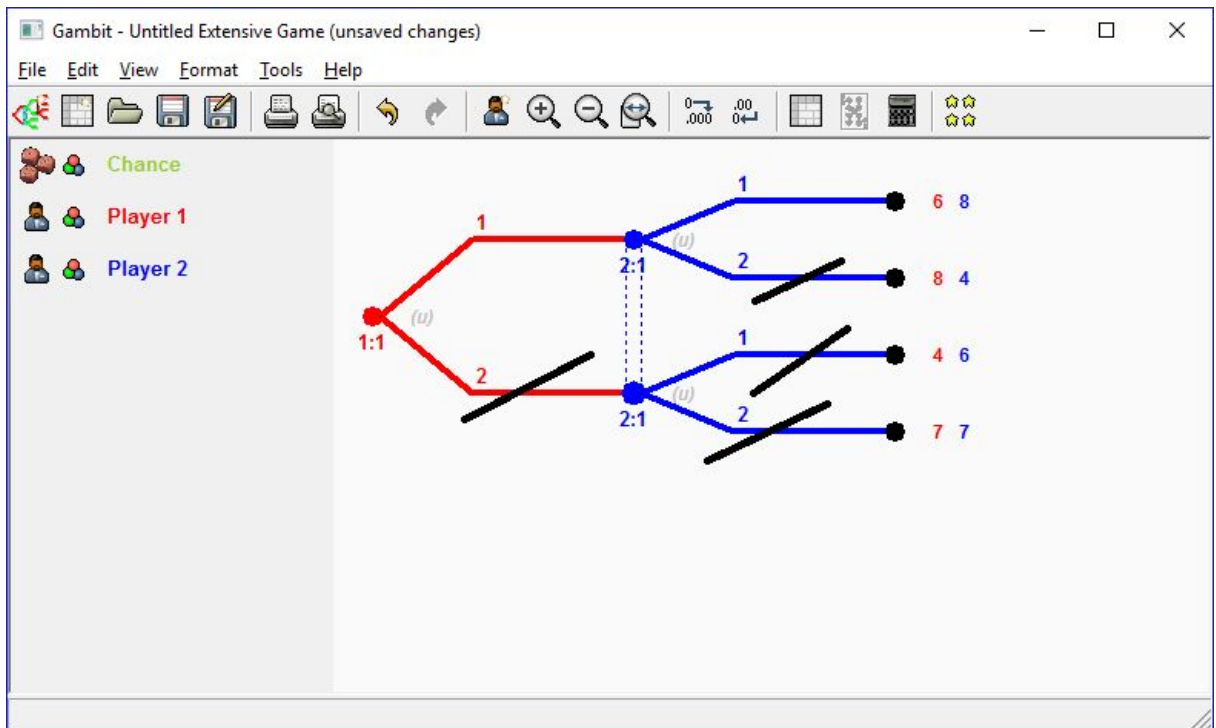 Gambit - Untitled Extensive Game (unsaved changes)
File Edit View Format Tools Help
0 .000 .00 0
Chance
Player 1
Player 2
1:1
(u)
1
2
2:1
(u)
2:1
(u)
1
6 8
2
8 4
1
4 6
2
7 7